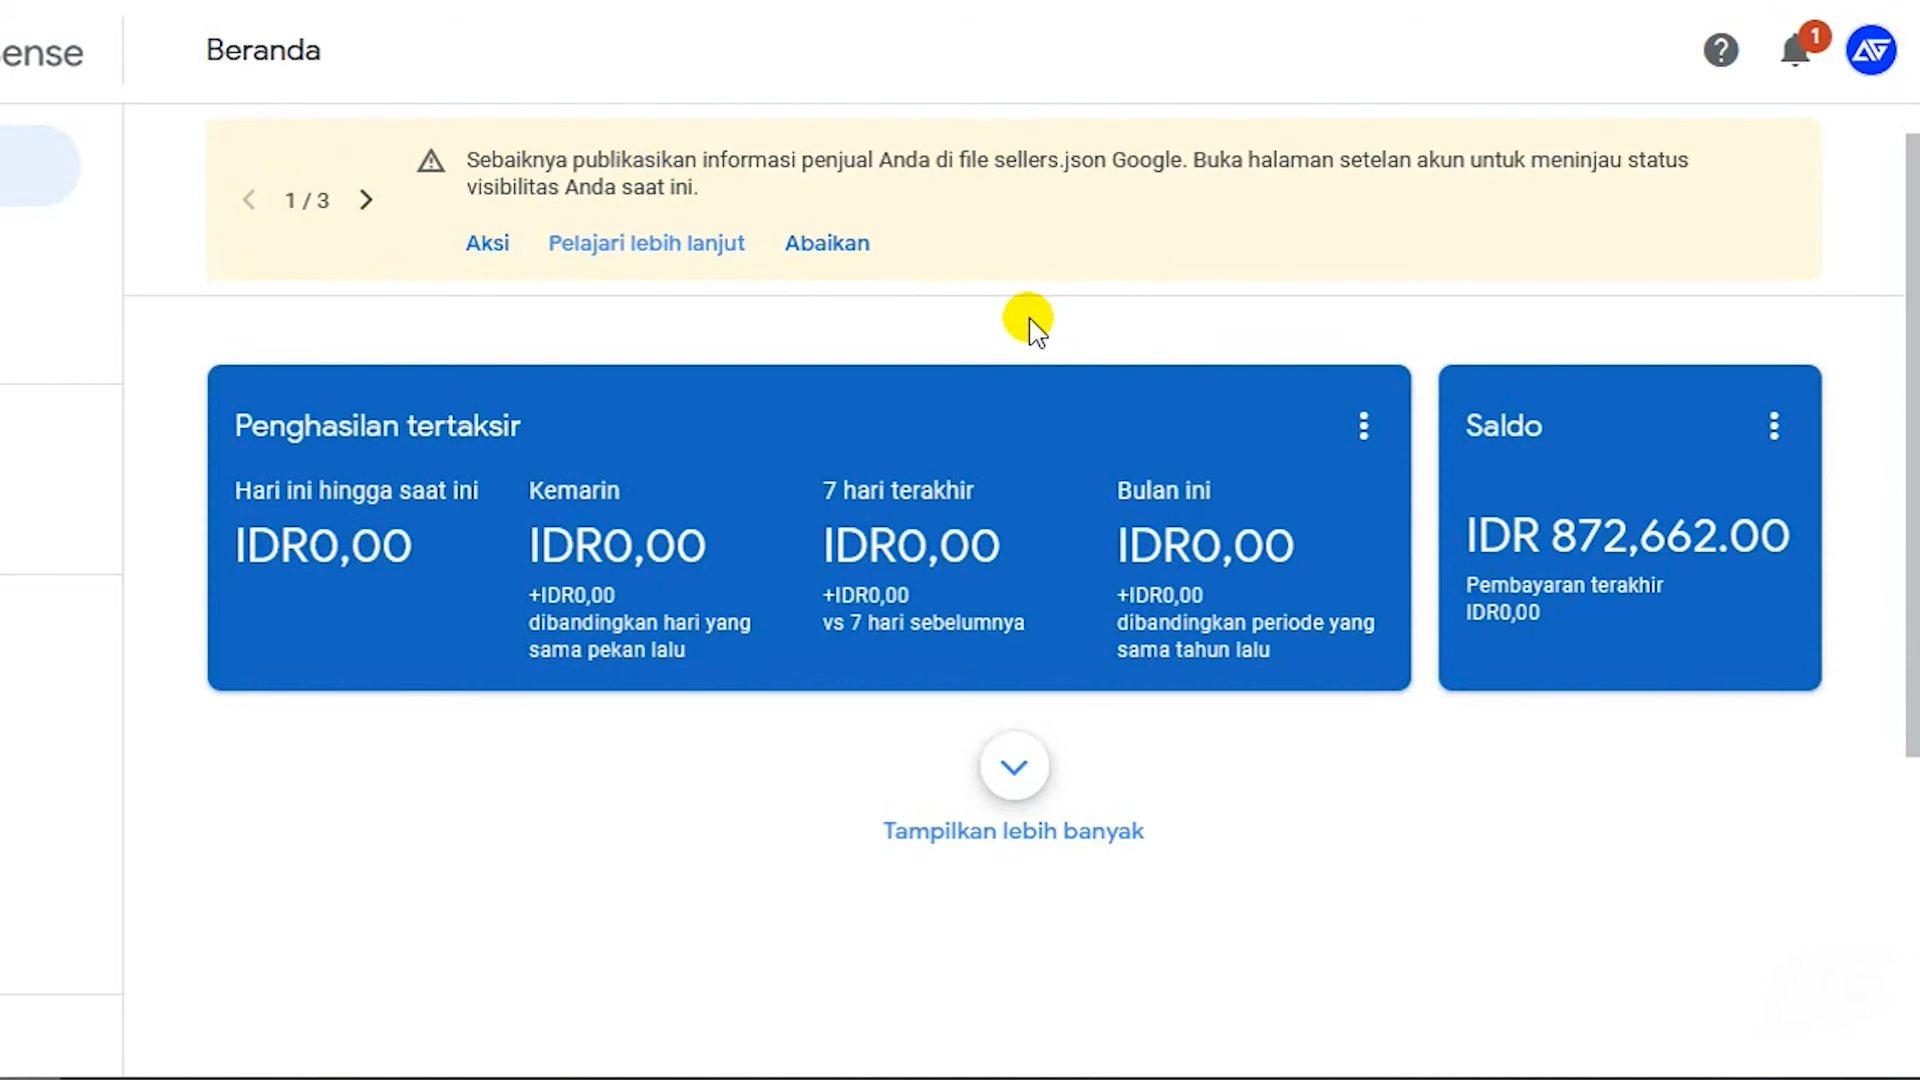 ense
Beranda
1
1 / 3
Sebaiknya publikasikan informasi penjual Anda di file sellers.json Google. Buka halaman setelan akun untuk meninjau status
visibilitas Anda saat ini.
Aksi Pelajari lebih lanjut Abaikan
Penghasilan tertaksir
Hari ini hingga saat ini
IDR0,00
Kemarin
IDR0,00
+IDR0,00
dibandingkan hari yang
sama pekan lalu
7 hari terakhir
IDR0,00
+IDR0,00
vs 7 hari sebelumnya
Bulan ini
IDR0,00
+IDR0,00
dibandingkan periode yang
sama tahun lalu
Saldo
IDR 872,662.00
Pembayaran terakhir
IDR0,00
Tampilkan lebih banyak